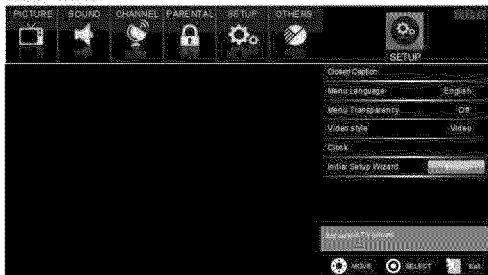 PICTURE SOUND CHANNEL PARENTAL SETUP OTHERS
SETUP
Closed Caption
Menu Language English
Menu Transparency Off
Video style Video
Clock
Initial Setup Wizard
MOVE SELECT Exit